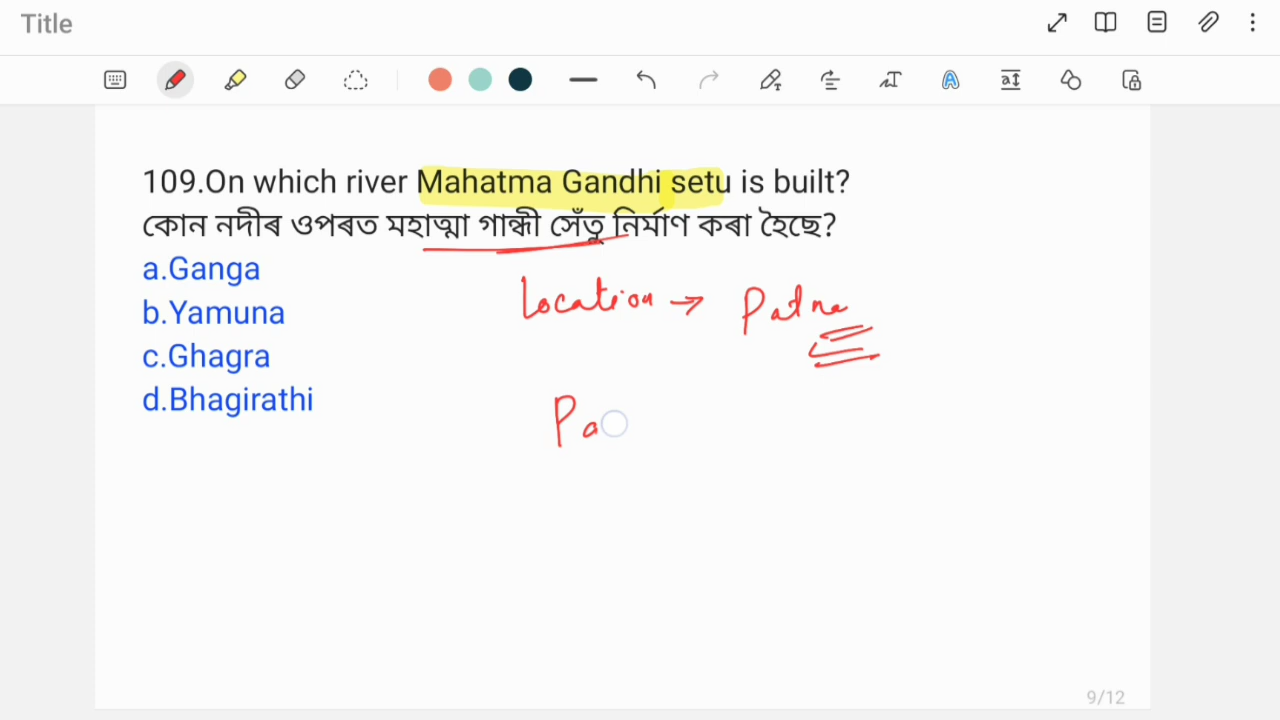 Title
109.On which river Mahatma Gandhi setu is built?
কোন নদীৰ ওপৰত মহাত্মা গান্ধী সেঁতু নিৰ্মাণ কৰা হৈছে?
a.Ganga
b.Yamuna
c.Ghagra
d.Bhagirathi
Location → Patna
Pa
9/12